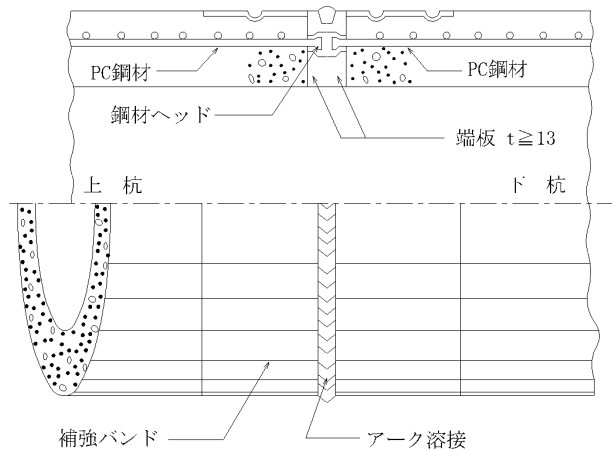 PC鋼材
PC鋼材
鋼材ヘッド
端板 t≧13
上 杭
下 杭
補強バンド
アーク溶接